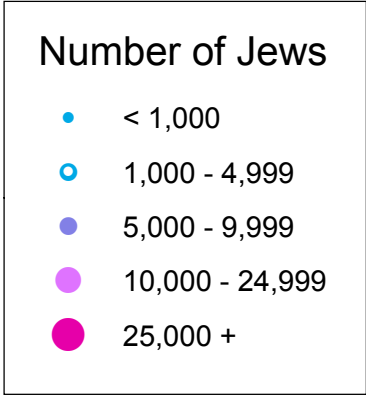 Number of Jews
< 1,000
1,000 - 4,999
5,000 - 9,999
10,000 - 24,999
25,000 +